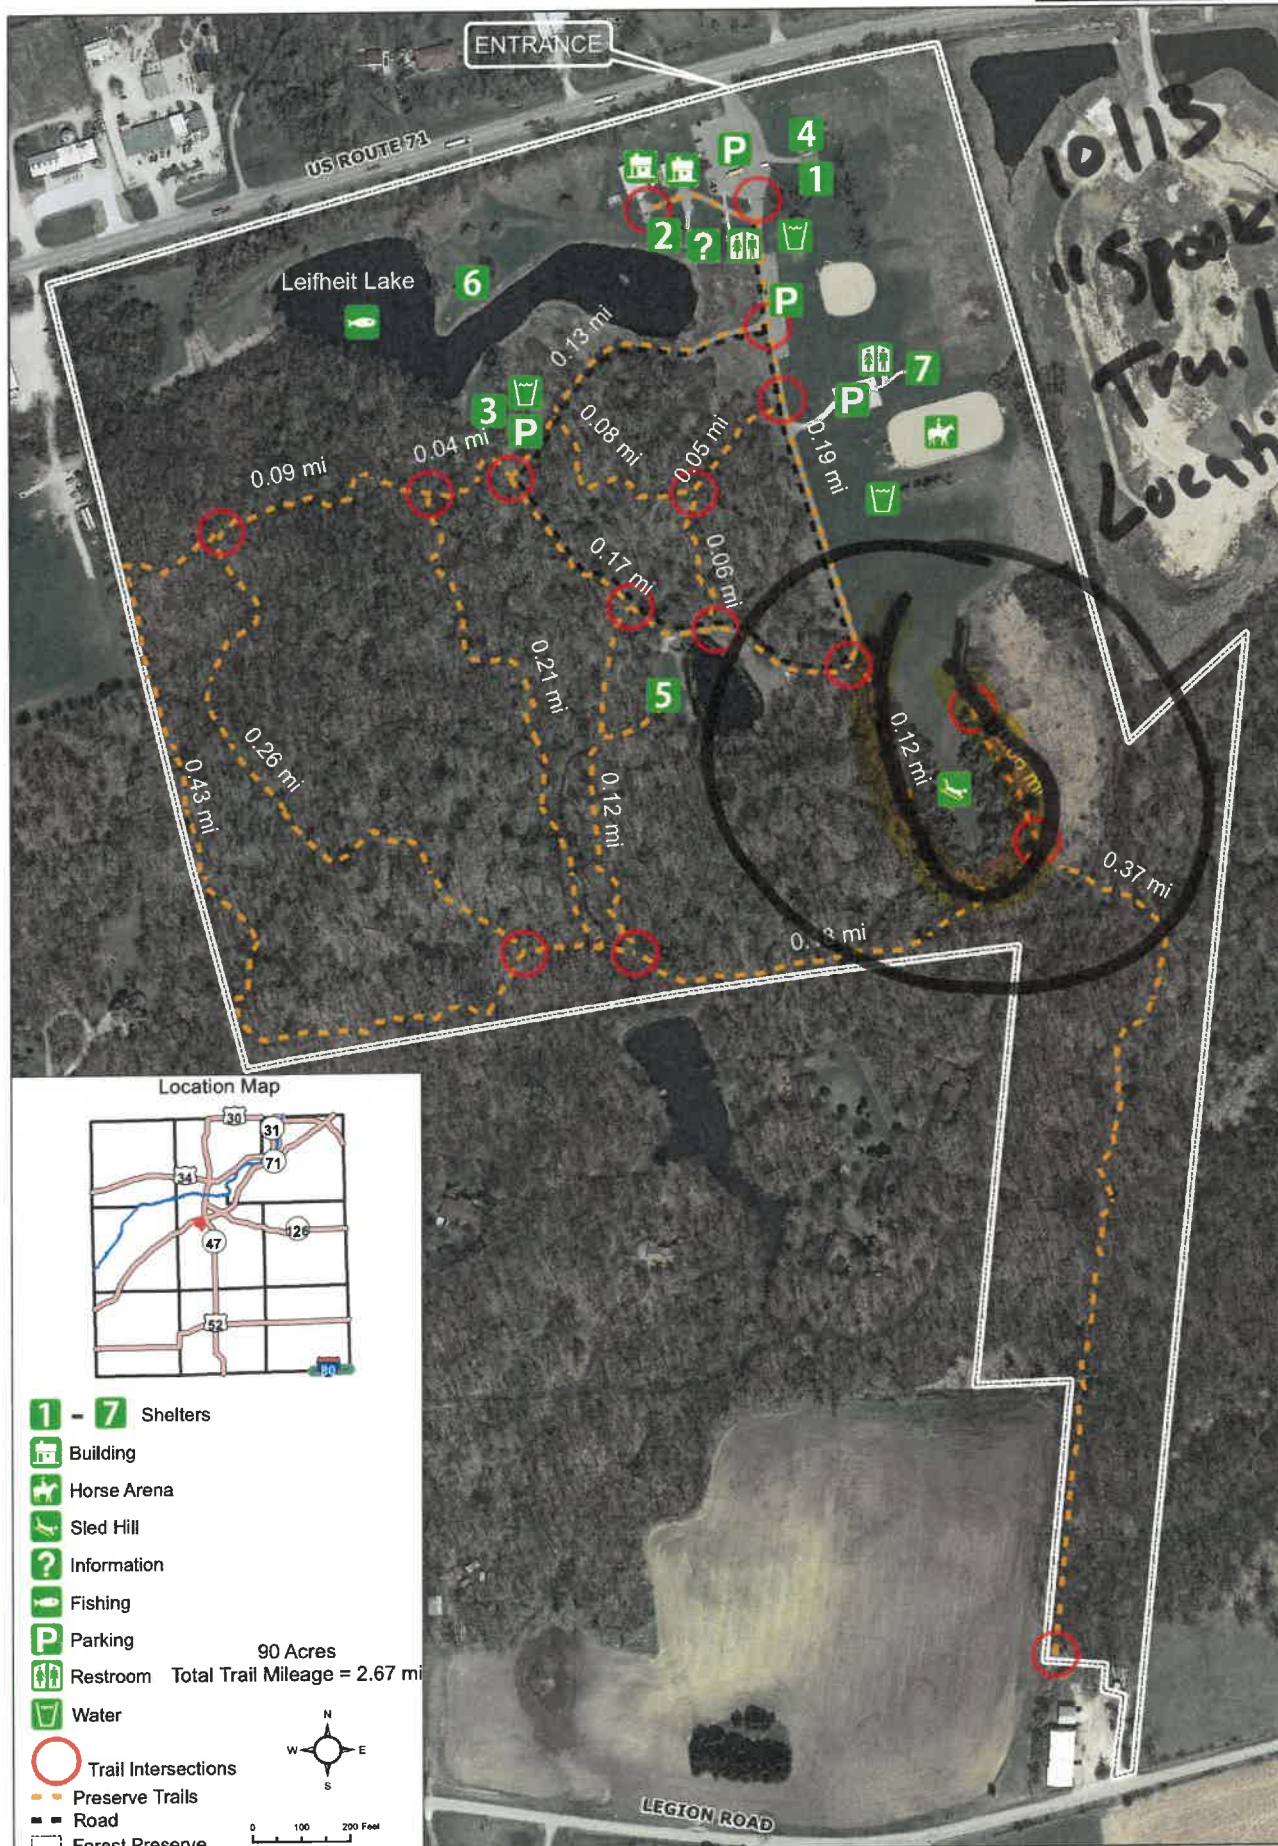 ENTRANCE
US ROUTE 71
10/13
"Spook
Trail
P
4
1
2
?
Leifheit Lake
6
P
0.13 mi
7
P
3
P
0.08 mi
0.05 mi
0.19 mi
0.04 mi
0.09 mi
0.17 mi
0.06 mi
5
0.21 mi
0.12 mi
0.26 mi
0.43 mi
0.12 mi
0.37 mi
mi
Location Map
30
31
71
34
126
47
52
80
1 - 7 Shelters
Building
Horse Arena
Sled Hill
? Information
Fishing
P Parking
90 Acres
Restroom Total Trail Mileage = 2.67 mi
Water
N
W E
S
Trail Intersections
Preserve Trails
Road
0 100 200 Feet
Forest Preserve
LEGION ROAD